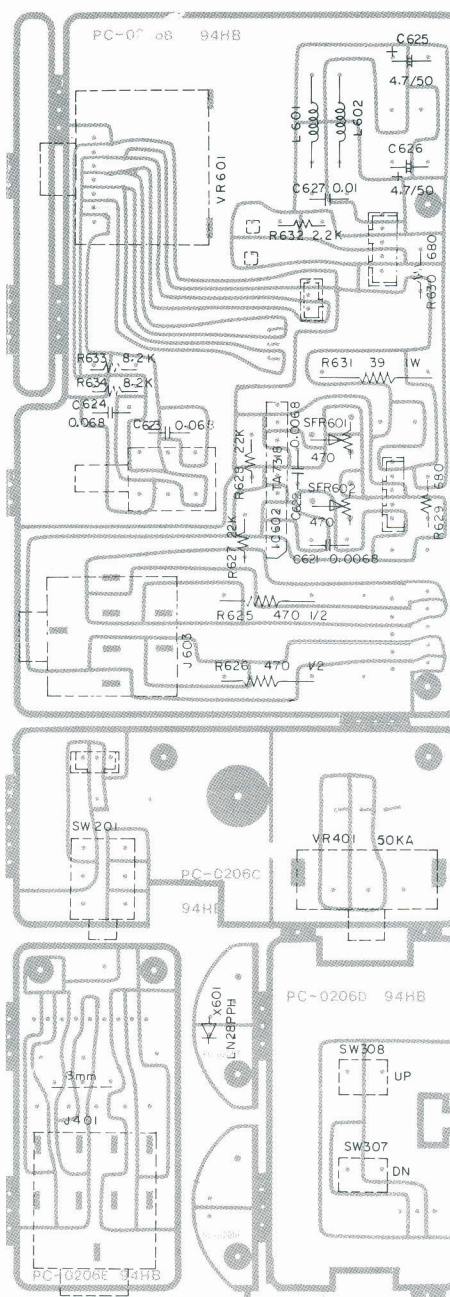 94HB
C625
4.7/50
L601
L602
C626
4.7/50
VR601
C627 0.01
R632 2.2K
680
R630
R633 8.2K
R634 8.2K
C624
0.068
C623 0.068
R631 39 1W
R628 22K
TA7318
IC602
0.0068
C622
SFR601
470
SFR602
470
680
R629
R627 22K
C621 0.0068
R625 470 1/2
J603
R626 470 1/2
SW201
VR401 50KA
PC-0206C
94HB
PC-0206D 94HB
X601
LN28PPH
SW308
UP
3mm
J401
SW307
DN
PC-0206E 94HB